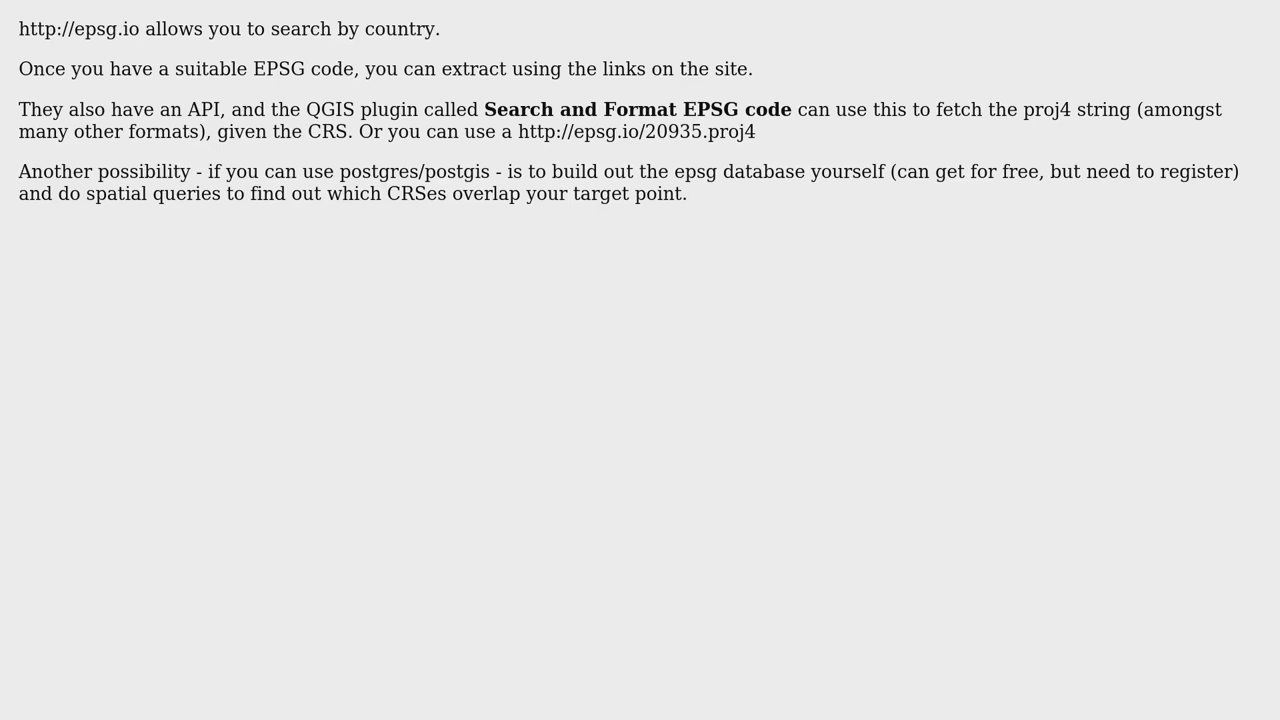 http://epsg.io allows you to search by country.
Once you have a suitable EPSG code, you can extract using the links on the site.
They also have an API, and the QGIS plugin called Search and Format EPSG code can use this to fetch the proj4 string (amongst
many other formats), given the CRS. Or you can use a http://epsg.io/20935.proj4
Another possibility - if you can use postgres/postgis - is to build out the epsg database yourself (can get for free, but need to register)
and do spatial queries to find out which CRSes overlap your target point.